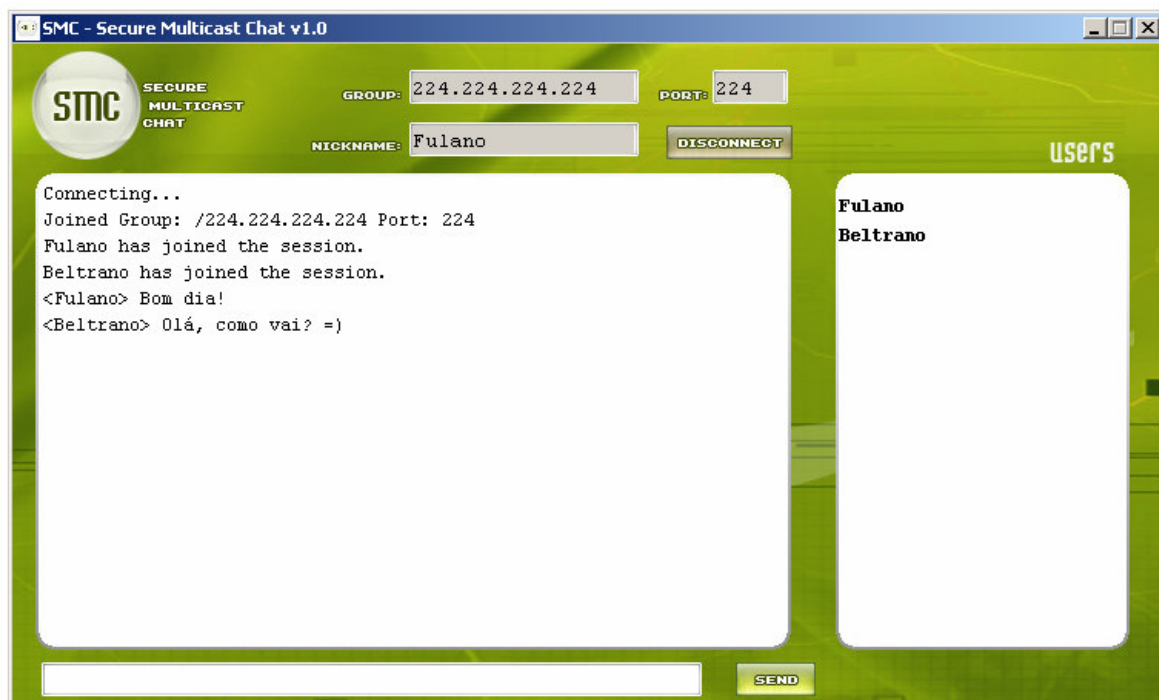 SMC - Secure Multicast Chat v1.0
SMC
SECURE
MULTICAST
CHAT
GROUP: 224.224.224.224 PORT: 224
NICKNAME: Fulano DISCONNECT
users
Connecting...
Joined Group: /224.224.224.224 Port: 224
Fulano has joined the session.
Beltrano has joined the session.
<Fulano> Bom dia!
<Beltrano> Olá, como vai? =)
Fulano
Beltrano
SEND